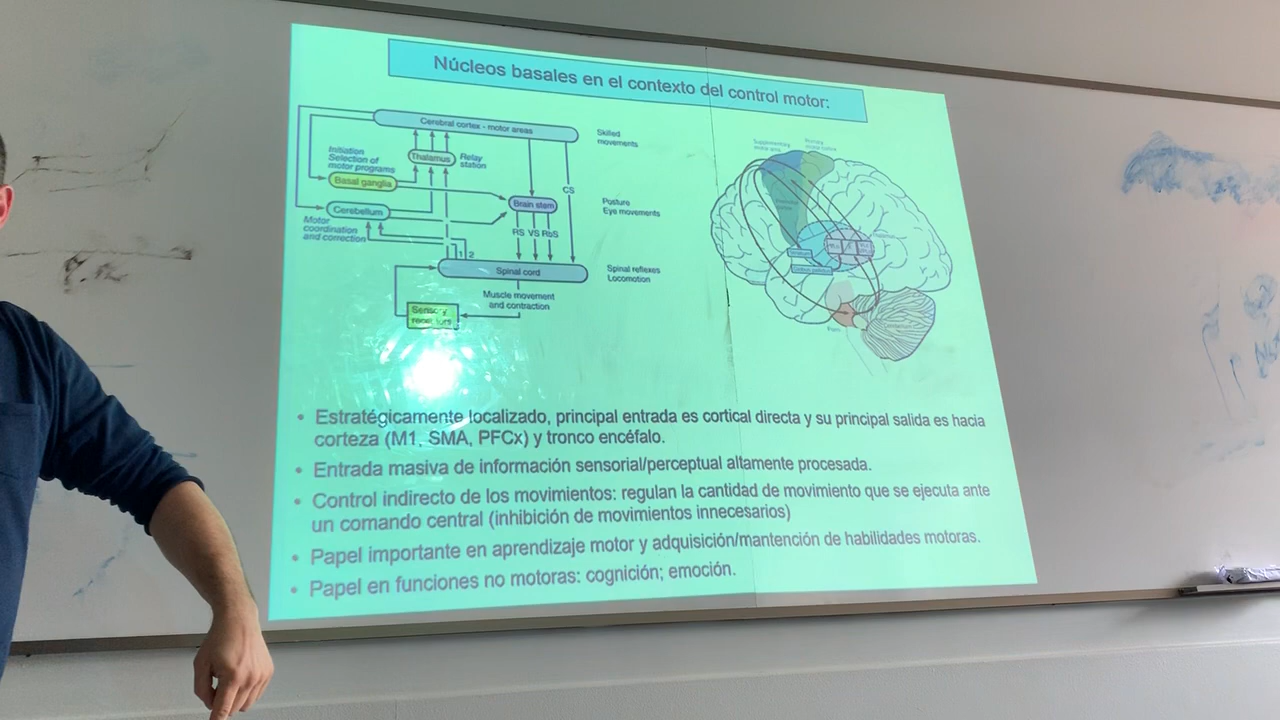 Núcleos basales en el contexto del control motor:
Cerebral cortex - motor areas
Skilled
movements
Initiation
Selection of
motor programs
Thalamus
Relay
station
Basal ganglia
CS
Cerebellum
Brain stem
Posture
Eye movements
Motor
coordination
and correction
RS VS RbS
1 2
Spinal cord
Spinal reflexes
Locomotion
Muscle movement
and contraction
Sensory
receptors
Supplementary
motor area
• Estratégicamente localizado, principal entrada es cortical directa y su principal salida es hacia
corteza (M1, SMA, PFCx) y tronco encéfalo.
• Entrada masiva de información sensorial/perceptual altamente procesada.
• Control indirecto de los movimientos: regulan la cantidad de movimiento que se ejecuta ante
un comando central (inhibición de movimientos innecesarios)
• Papel importante en aprendizaje motor y adquisición/mantención de habilidades motoras.
• Papel en funciones no motoras: cognición; emoción.